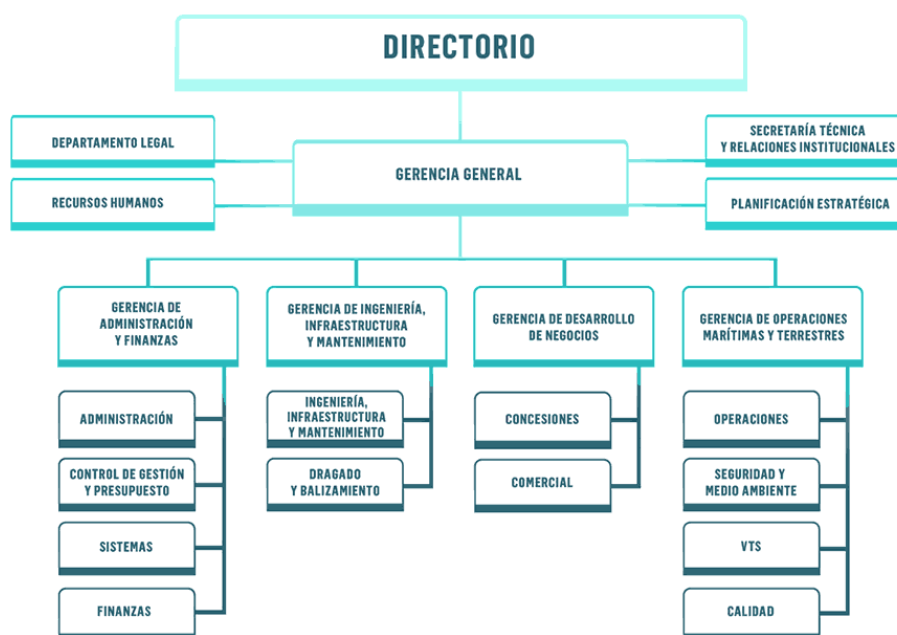 DIRECTORIO
DEPARTAMENTO LEGAL
SECRETARÍA TÉCNICA
Y RELACIONES INSTITUCIONALES
GERENCIA GENERAL
RECURSOS HUMANOS
PLANIFICACIÓN ESTRATÉGICA
GERENCIA DE
ADMINISTRACIÓN
Y FINANZAS
GERENCIA DE INGENIERÍA,
INFRAESTRUCTURA
Y MANTENIMIENTO
GERENCIA DE DESARROLLO
DE NEGOCIOS
GERENCIA DE OPERACIONES
MARÍTIMAS Y TERRESTRES
ADMINISTRACIÓN
INGENIERÍA,
INFRAESTRUCTURA
Y MANTENIMIENTO
CONCESIONES
OPERACIONES
CONTROL DE GESTIÓN
Y PRESUPUESTO
DRAGADO
Y BALIZAMIENTO
COMERCIAL
SEGURIDAD Y
MEDIO AMBIENTE
SISTEMAS
VTS
FINANZAS
CALIDAD